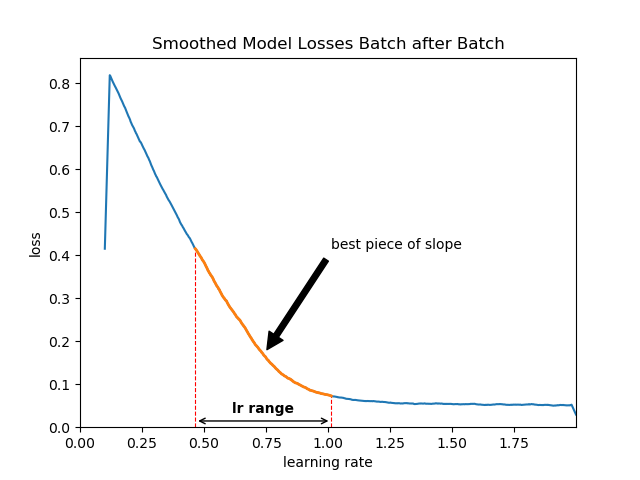 Smoothed Model Losses Batch after Batch
0.8
0.7
0.6
0.5
0.4
0.3
0.2
0.1
0.0
loss
best piece of slope
lr range
0.00 0.25 0.50 0.75 1.00 1.25 1.50 1.75
learning rate